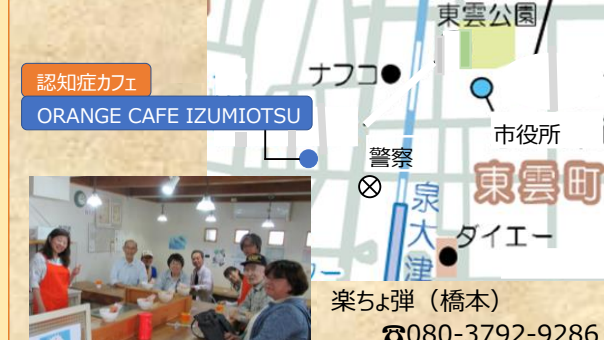 東雲公園
ナフコ
認知症カフェ
ORANGE CAFE IZUMIOTSU
市役所
警察
東雲町
泉大津
ダイエー
楽ちょ弾(橋本)
☎080-3792-9286